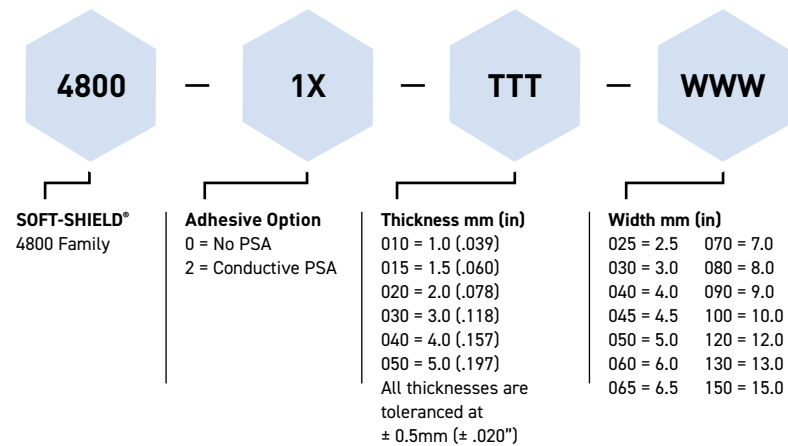 4800 – 1X – TTT – WWW
SOFT-SHIELD®
4800 Family
Adhesive Option
0 = No PSA
2 = Conductive PSA
Thickness mm (in)
010 = 1.0 (.039)
015 = 1.5 (.060)
020 = 2.0 (.078)
030 = 3.0 (.118)
040 = 4.0 (.157)
050 = 5.0 (.197)
All thicknesses are
toleranced at
± 0.5mm (± .020”)
Width mm (in)
025 = 2.5 070 = 7.0
030 = 3.0 080 = 8.0
040 = 4.0 090 = 9.0
045 = 4.5 100 = 10.0
050 = 5.0 120 = 12.0
060 = 6.0 130 = 13.0
065 = 6.5 150 = 15.0